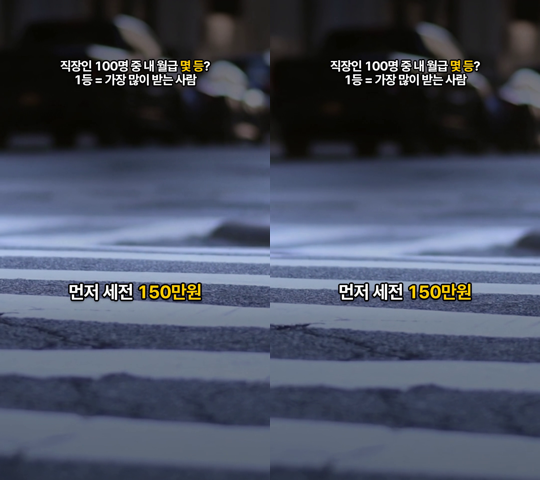 직장인 100명 중 내 월급 몇 등?
1등 = 가장 많이 받는 사람
먼저 세전 150만원
직장인 100명 중 내 월급 몇 등?
1등 = 가장 많이 받는 사람
먼저 세전 150만원